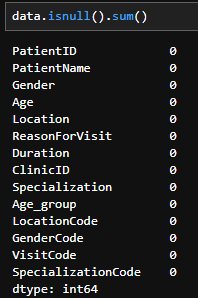 data.isnull().sum()
PatientID 0
PatientName 0
Gender 0
Age 0
Location 0
ReasonForVisit 0
Duration 0
ClinicID 0
Specialization 0
Age_group 0
LocationCode 0
GenderCode 0
VisitCode 0
SpecializationCode 0
dtype: int64